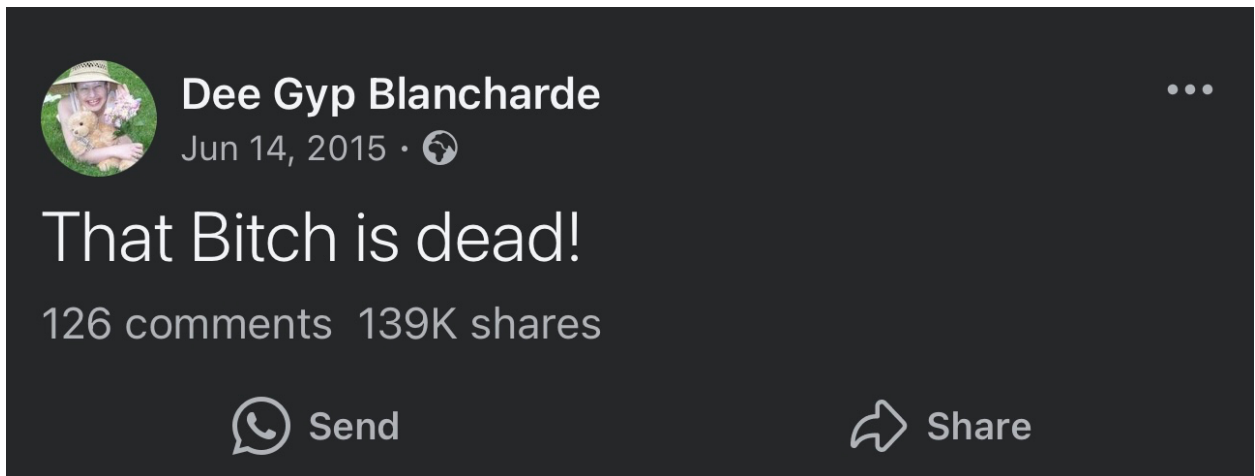 Dee Gyp Blancharde
Jun 14, 2015 ·
That Bitch is dead!
126 comments 139K shares
Send Share